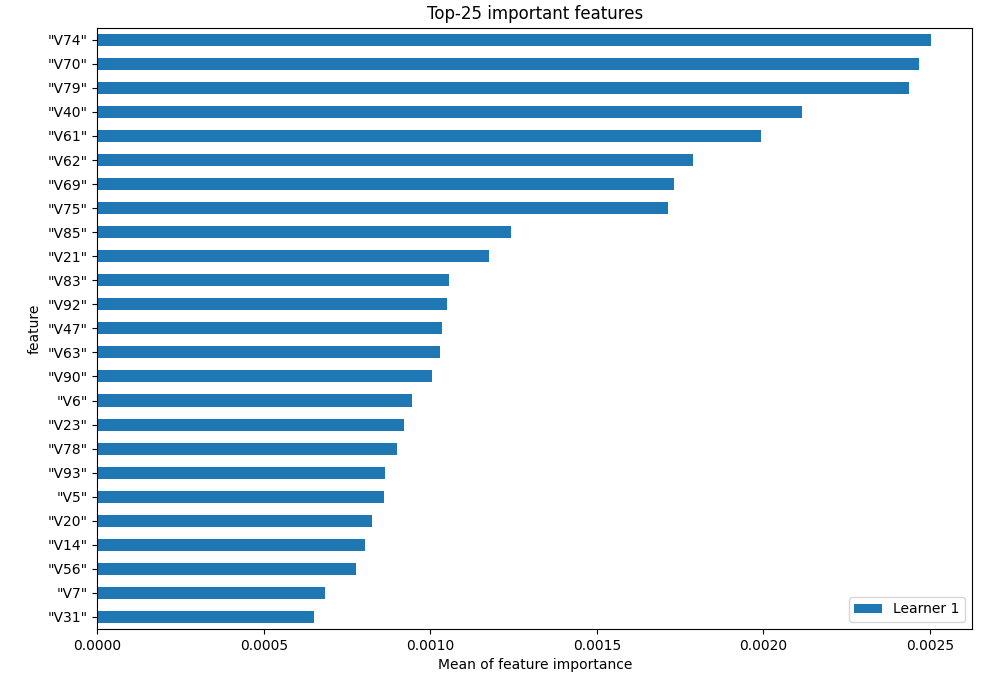 Top-25 important features
"V74"
"V70"
"V79"
"V40"
"V61"
"V62"
"V69"
"V75"
"V85"
"V21"
"V83"
"V92"
"V47"
"V63"
"V90"
"V6"
"V23"
"V78"
"V93"
"V5"
"V20"
"V14"
"V56"
"V7"
"V31"
feature
Learner 1
0.0000 0.0005 0.0010 0.0015 0.0020 0.0025
Mean of feature importance